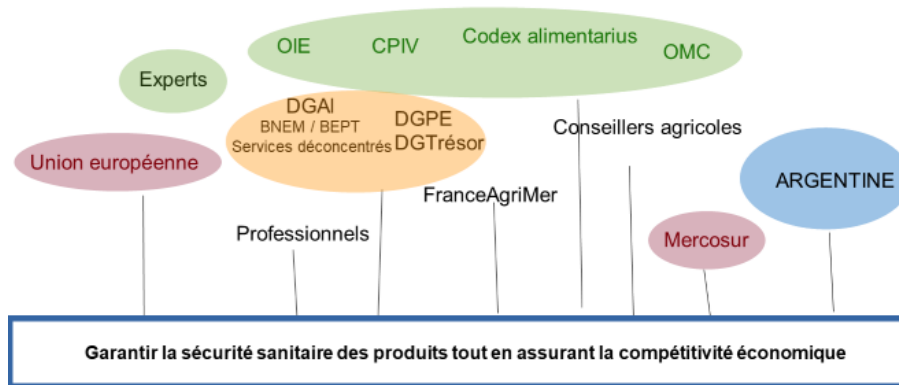 OIE
CPIV
Codex alimentarius
OMC
Experts
DGAl
BNEM / BEPT
Services déconcentrés
DGPE
DGTrésor
Conseillers agricoles
Union européenne
ARGENTINE
FranceAgriMer
Professionnels
Mercosur
Garantir la sécurité sanitaire des produits tout en assurant la compétitivité économique